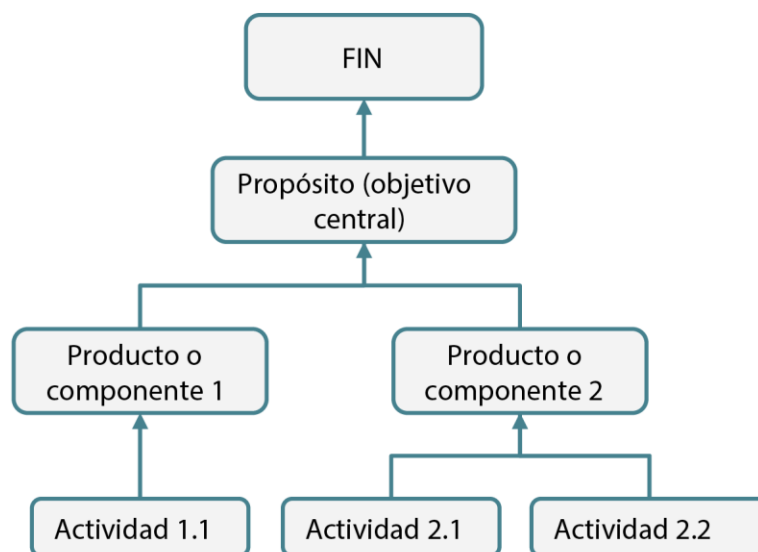 FIN
Propósito (objetivo
central)
Producto o
componente 1
Producto o
componente 2
Actividad 1.1
Actividad 2.1
Actividad 2.2